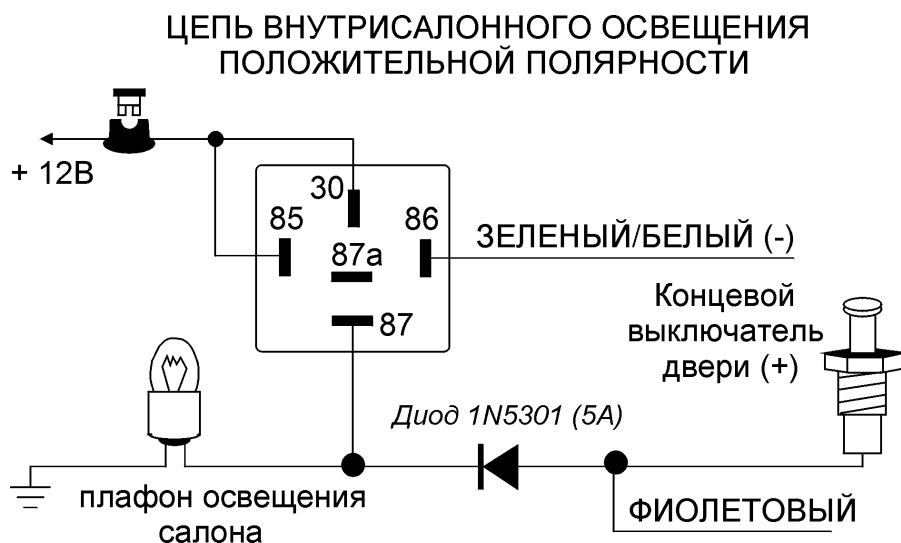 ЦЕПЬ ВНУТРИСАЛОННОГО ОСВЕЩЕНИЯ
ПОЛОЖИТЕЛЬНОЙ ПОЛЯРНОСТИ
+ 12В
30
85
86
87а
87
ЗЕЛЕНЫЙ/БЕЛЫЙ (-)
Концевой
выключатель
двери (+)
Диод 1N5301 (5А)
плафон освещения
салона
ФИОЛЕТОВЫЙ